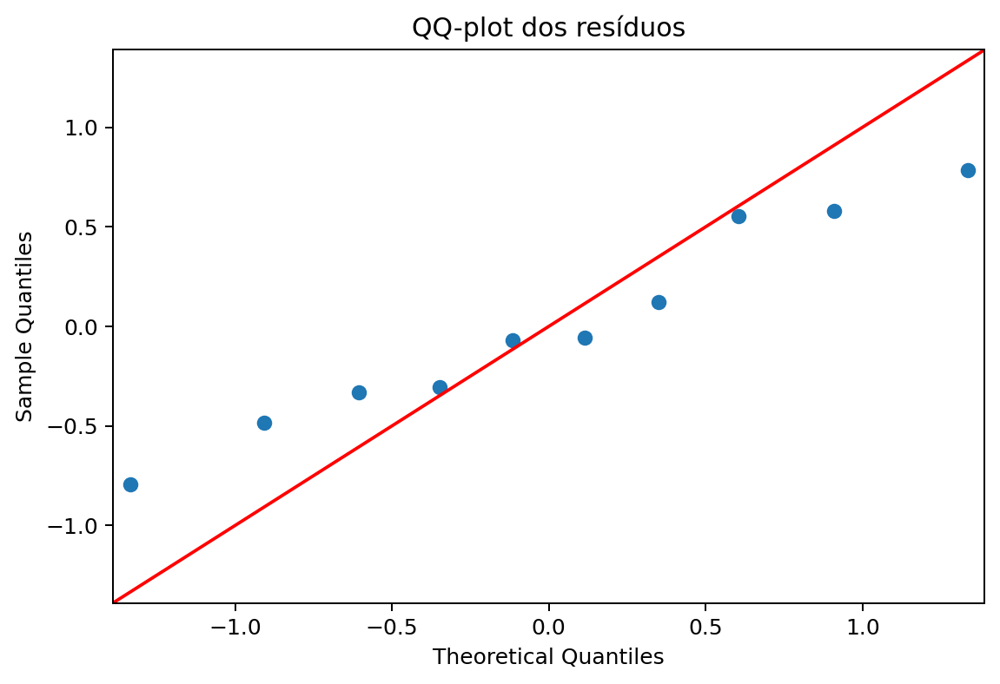 QQ-plot dos resíduos
Sample Quantiles
1.0
0.5
0.0
−0.5
−1.0
−1.0 −0.5 0.0 0.5 1.0
Theoretical Quantiles